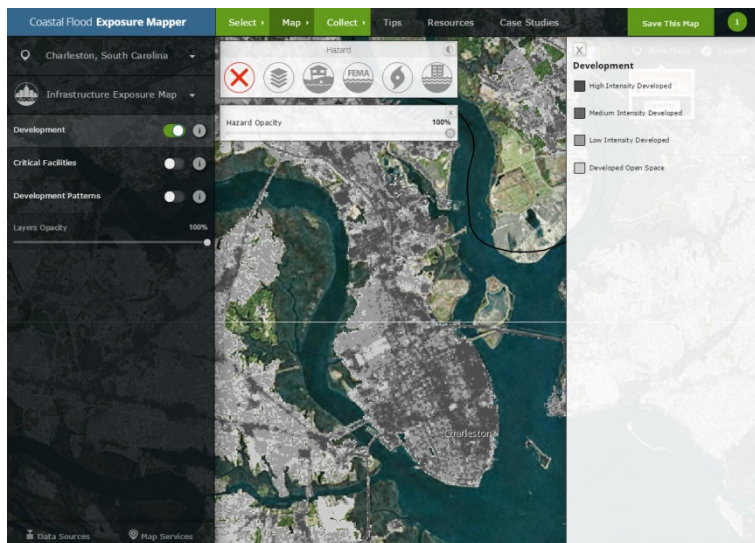 Coastal Flood Exposure Mapper
Select Map Collect Tips Resources Case Studies
Save This Map
1
Charleston, South Carolina
Infrastructure Exposure Map
Development
Critical Facilities
Development Patterns
Layers Opacity 100%
Data Sources Map Services
Hazard
FEMA
Hazard Opacity 100%
Charleston
X
Development
High Intensity Developed
Medium Intensity Developed
Low Intensity Developed
Developed Open Space